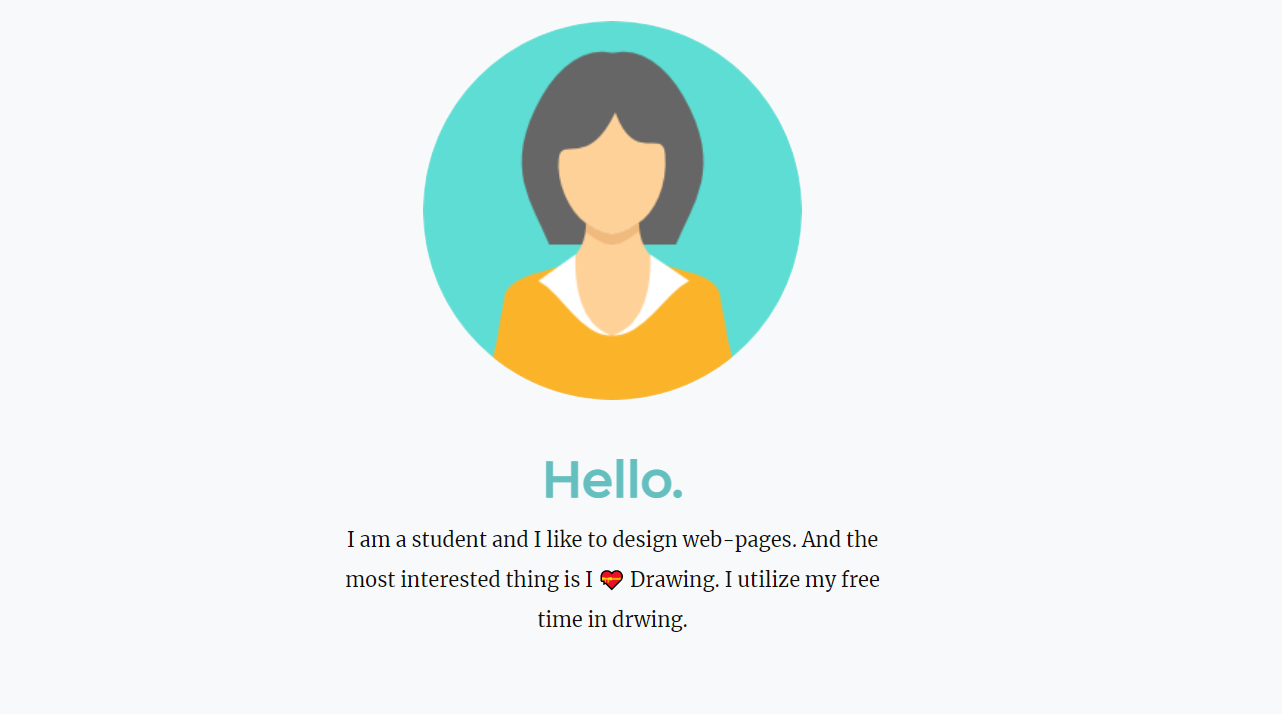 Hello.
I am a student and I like to design web-pages. And the
most interested thing is I 💝 Drawing. I utilize my free
time in drwing.